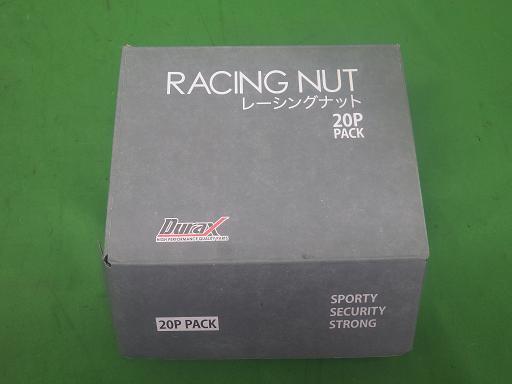 RACING NUT
レーシングナット
20P
PACK
DuraX
HIGH PERFORMANCE QUALITY PARTS
20P PACK
SPORTY
SECURITY
STRONG